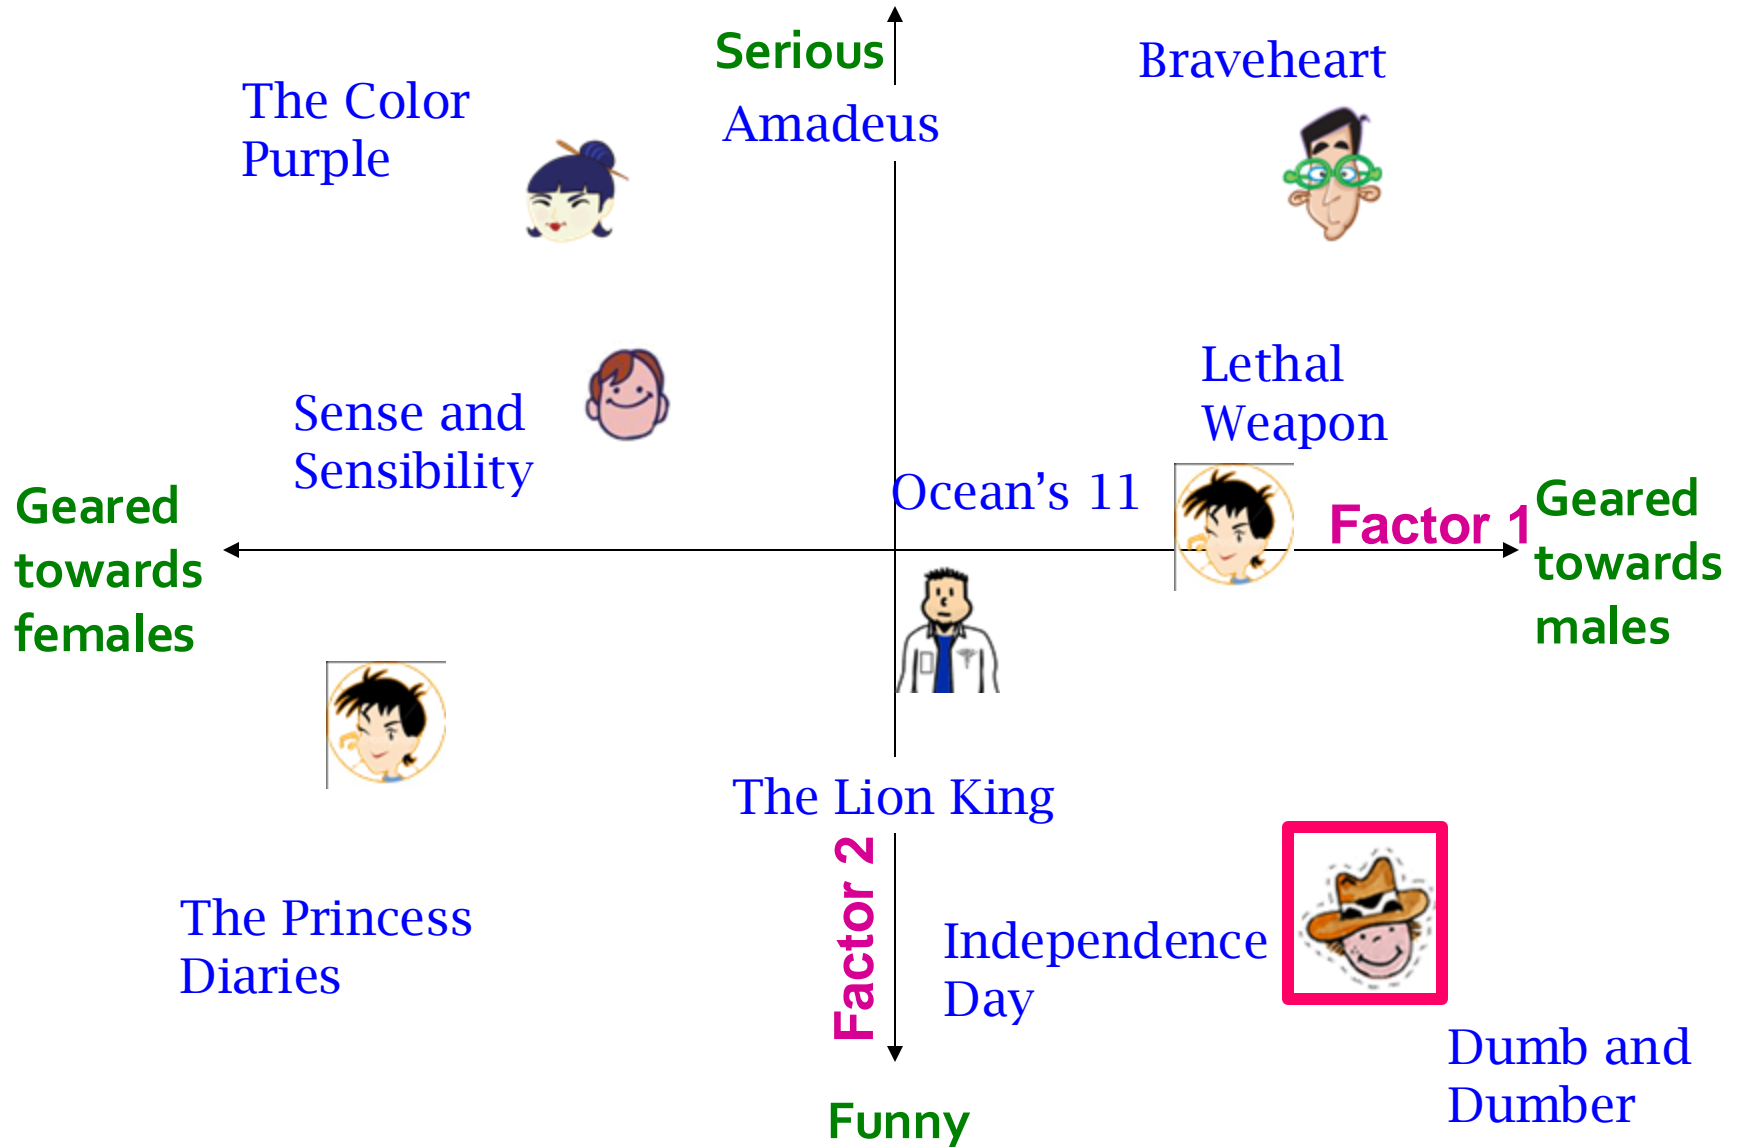 Serious
Braveheart
The Color
Purple
Amadeus
Lethal
Weapon
Sense and
Sensibility
Ocean’s 11
Geared
towards
females
Factor 1
Geared
towards
males
The Lion King
Factor 2
The Princess
Diaries
Independence
Day
Dumb and
Dumber
Funny